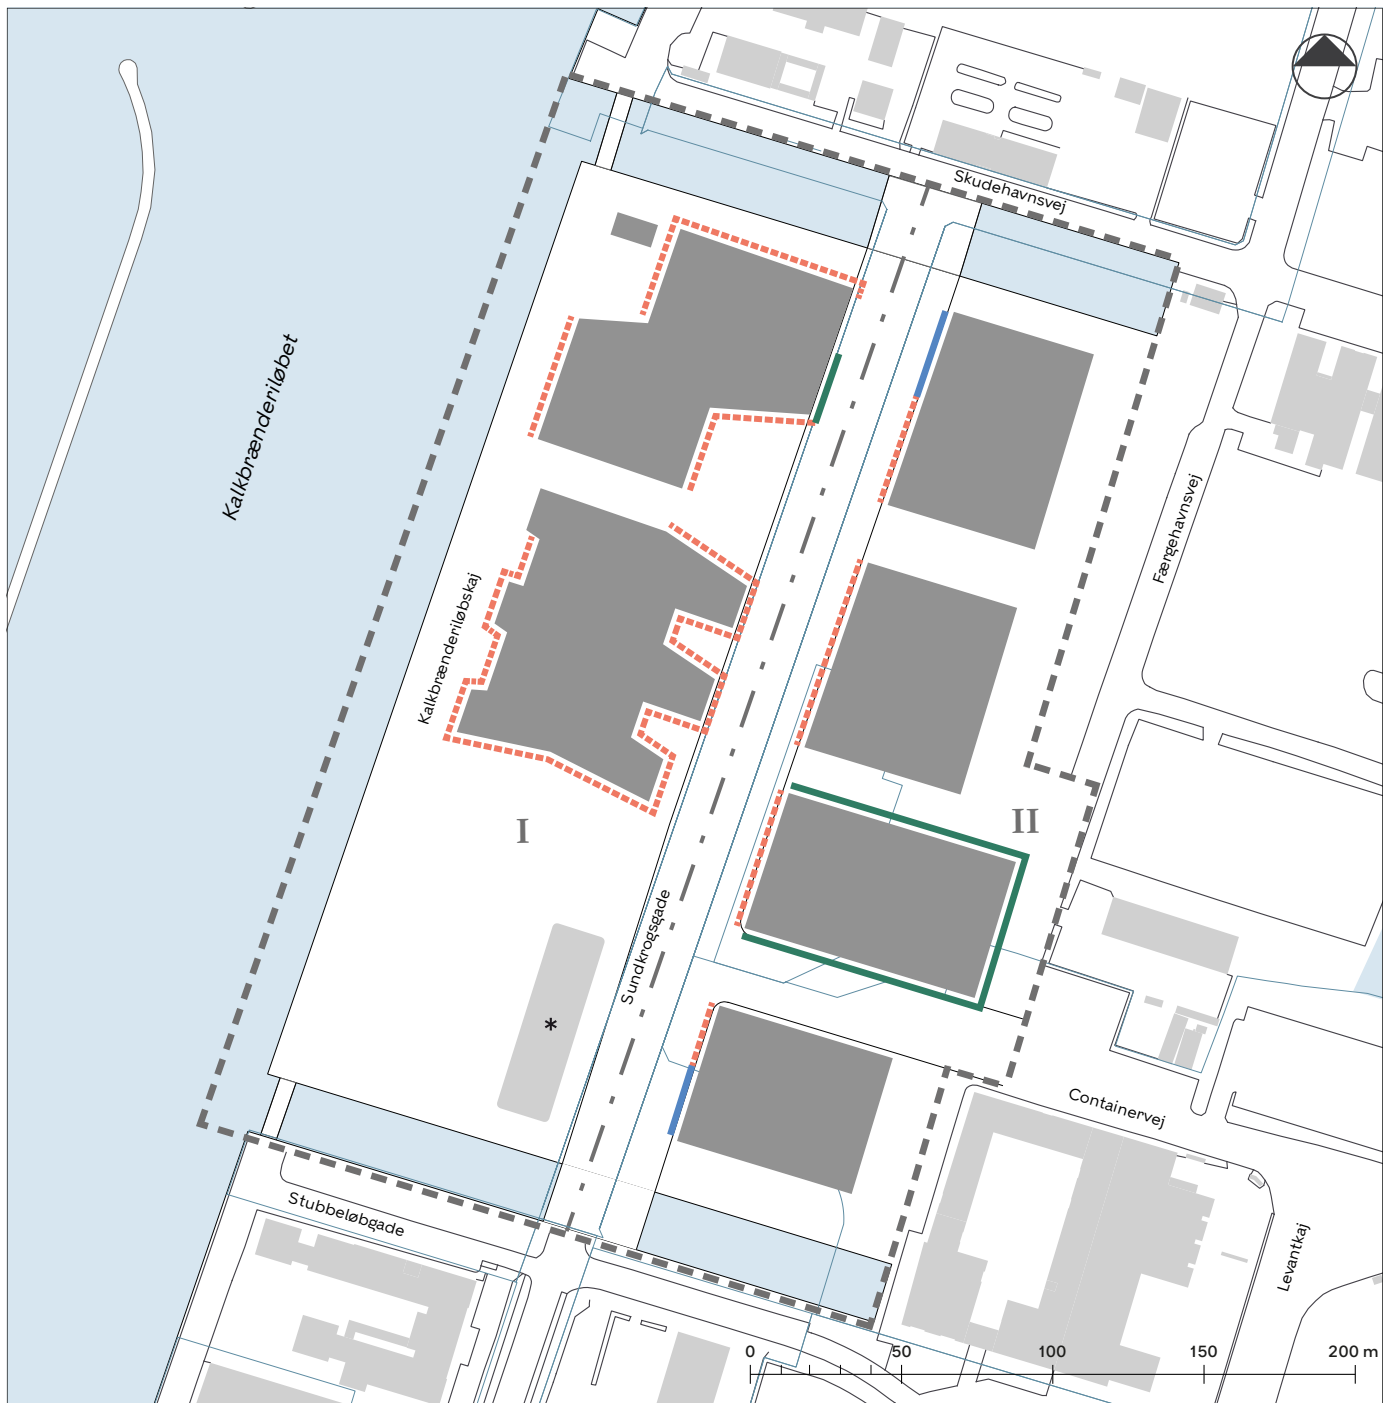 Skudehavnsvej
Kalkbrænderiløbet
Færgehavnsvej
Kalkbrænderiløbskaj
I
II
Sundkrogsgade
*
Containervej
Stubbeløbgade
Levantkaj
0 50 100 150 200 m